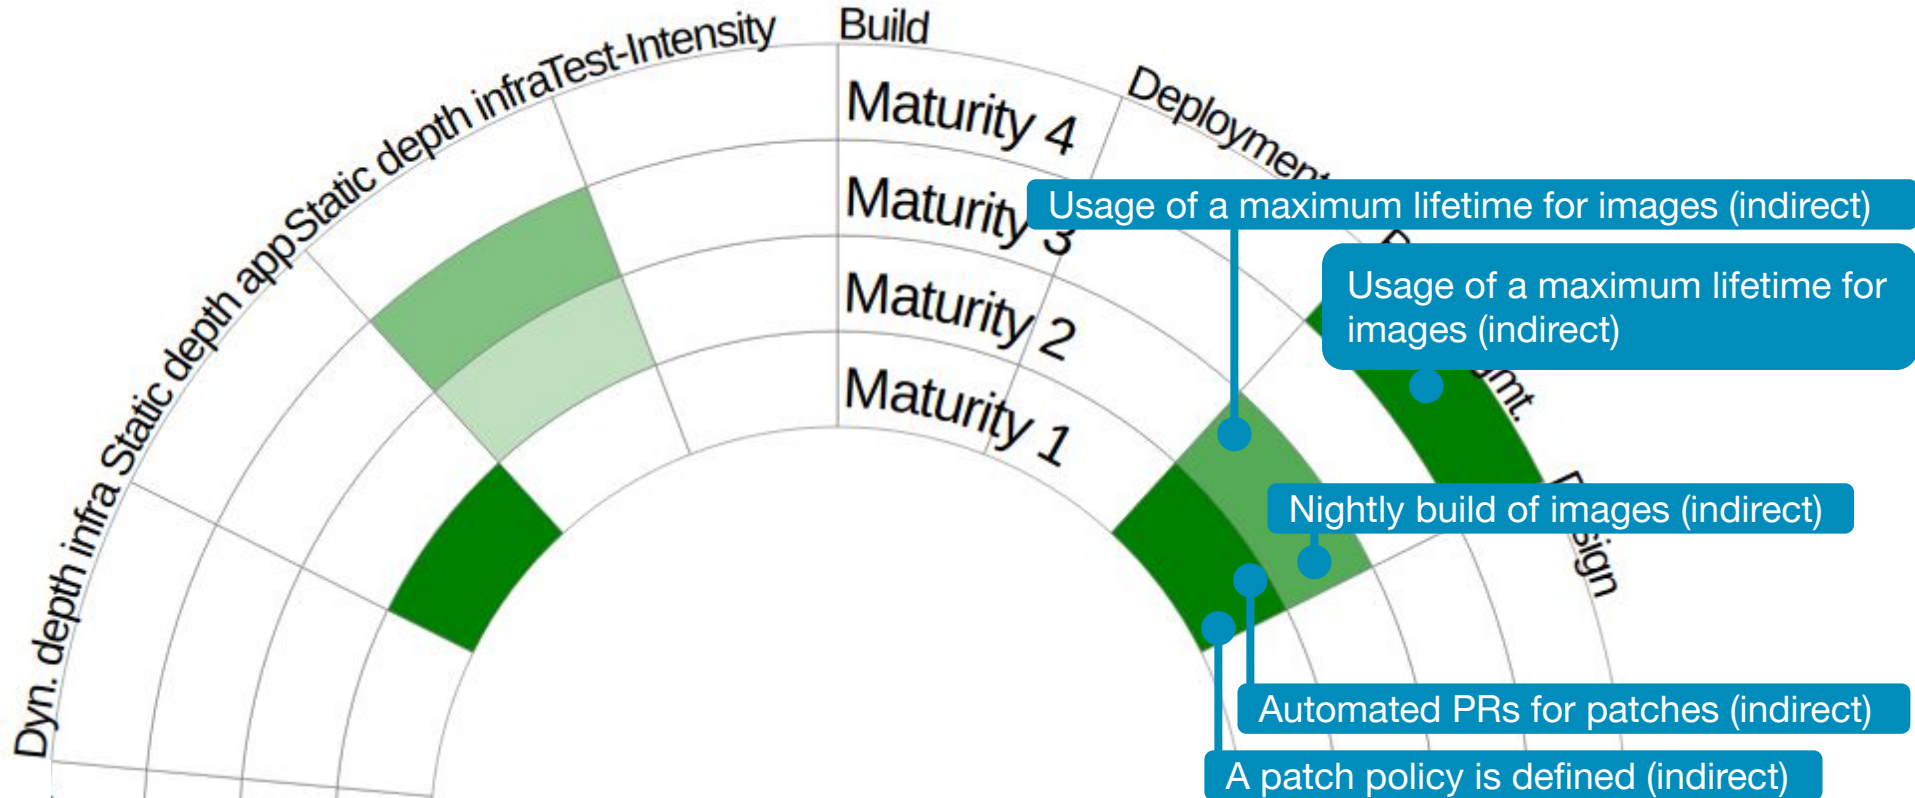 Build
Test-Intensity
Static depth infra
Static depth app
Dyn. depth infra
Deployment
gmt.
sign
Maturity 4
Maturity 3
Maturity 2
Maturity 1
Usage of a maximum lifetime for images (indirect)
Usage of a maximum lifetime for
images (indirect)
Nightly build of images (indirect)
Automated PRs for patches (indirect)
A patch policy is defined (indirect)